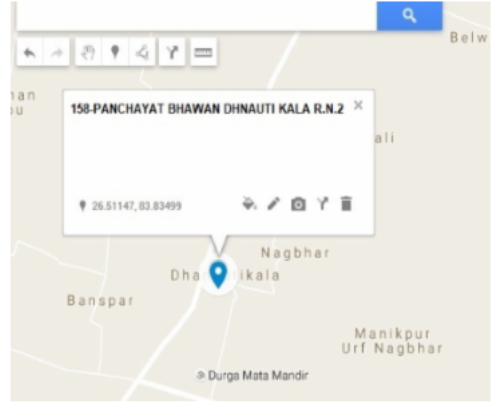 Belw
158-PANCHAYAT BHAWAN DHNAUTI KALA R.N.2
ali
26.51147, 83.83499
Nagbhar
Dha ikala
Banspar
Manikpur
Urf Nagbhar
Durga Mata Mandir